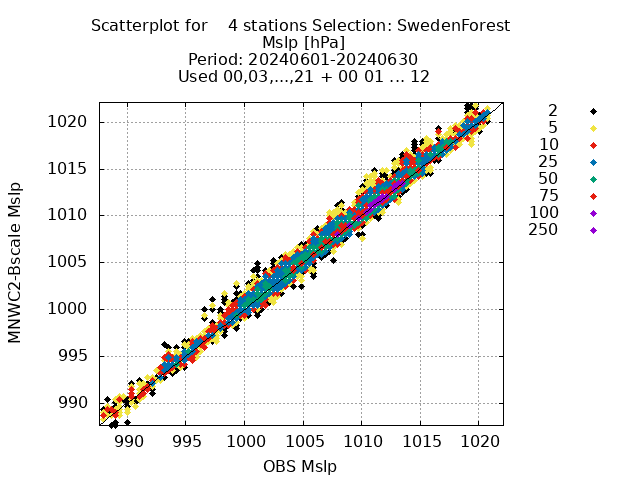 Scatterplot for    4 stations Selection: SwedenForest
Mslp [hPa]
Period: 20240601-20240630
Used 00,03,...,21 + 00 01 ... 12
2
5
10
25
50
75
100
250
MNWC2-Bscale Mslp
1020
1015
1010
1005
1000
995
990
990 995 1000 1005 1010 1015 1020
OBS Mslp